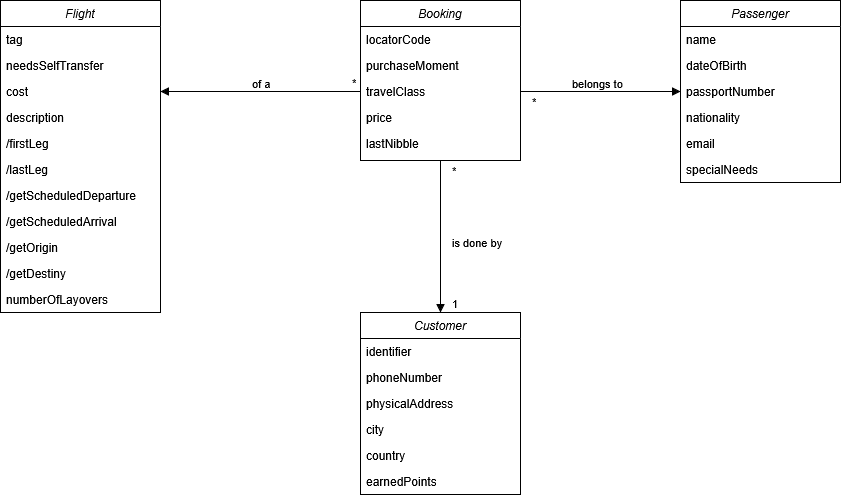 Flight
tag
needsSelfTransfer
cost
description
/firstLeg
/lastLeg
/getScheduledDeparture
/getScheduledArrival
/getOrigin
/getDestiny
numberOfLayovers
of a
*
Booking
locatorCode
purchaseMoment
travelClass
price
lastNibble
belongs to
*
Passenger
name
dateOfBirth
passportNumber
nationality
email
specialNeeds
*
is done by
1
Customer
identifier
phoneNumber
physicalAddress
city
country
earnedPoints